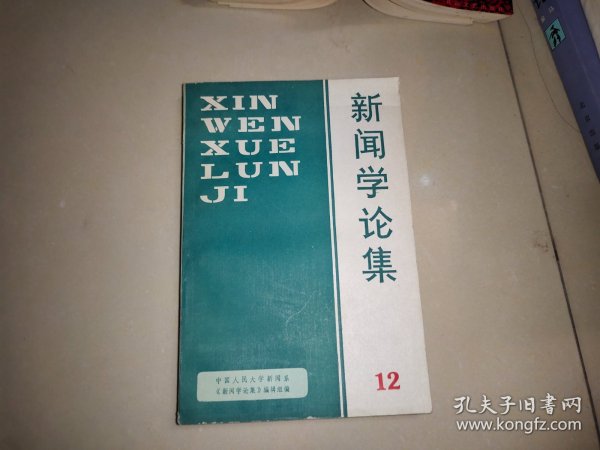 XIN
WEN
XUE
LUN
JI
新闻学论集
中国人民大学新闻系
《新闻学论集》编辑组编
12
孔夫子旧书网
www.kongfz.com